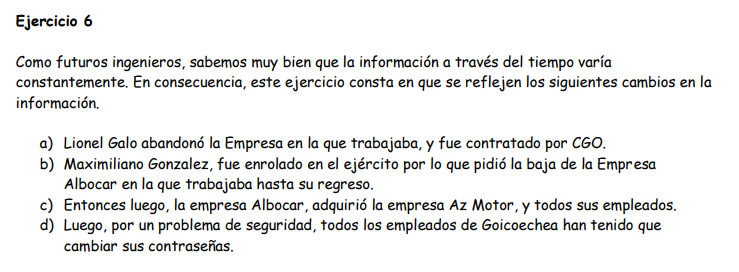 Ejercicio 6
Como futuros ingenieros, sabemos muy bien que la información a través del tiempo varía
constantemente. En consecuencia, este ejercicio consta en que se reflejen los siguientes cambios en la
información.
a) Lionel Galo abandonó la Empresa en la que trabajaba, y fue contratado por CGO.
b) Maximiliano Gonzalez, fue enrolado en el ejército por lo que pidió la baja de la Empresa
Albocar en la que trabajaba hasta su regreso.
c) Entonces luego, la empresa Albocar, adquirió la empresa Az Motor, y todos sus empleados.
d) Luego, por un problema de seguridad, todos los empleados de Goicoechea han tenido que
cambiar sus contraseñas.